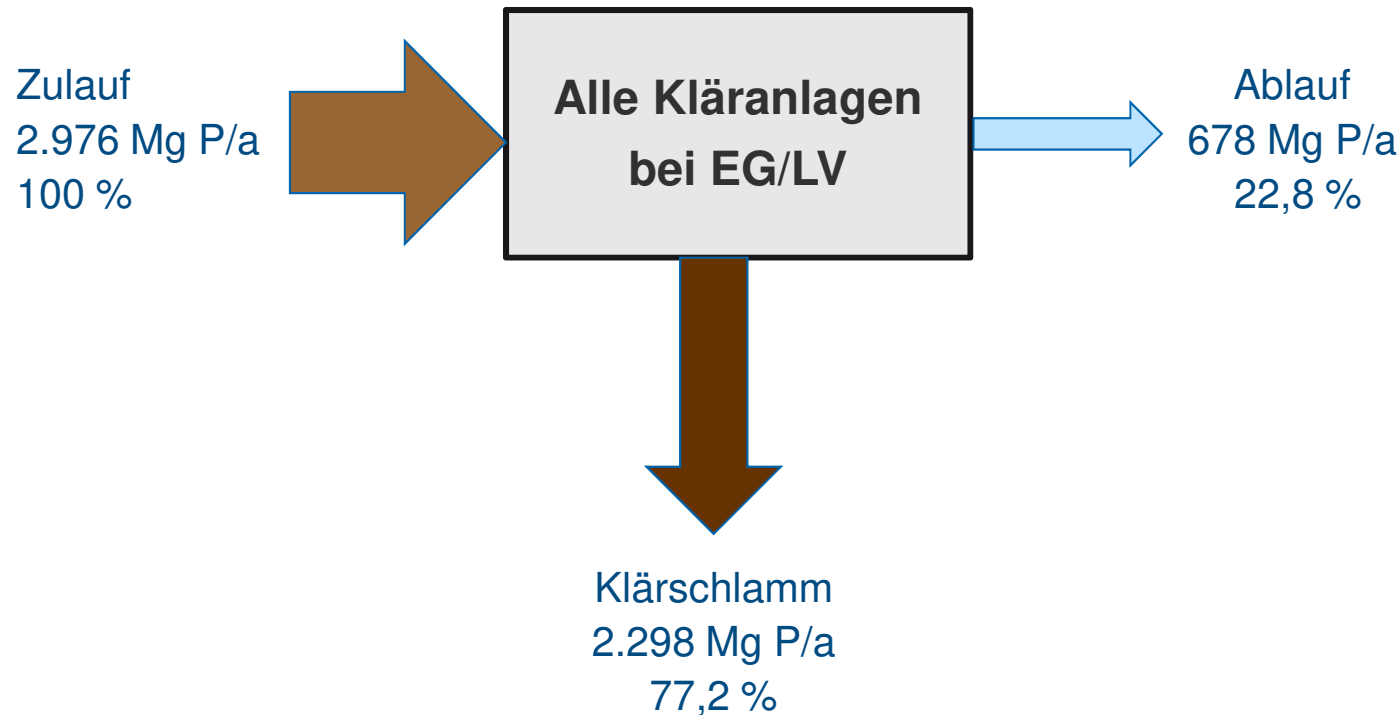 Zulauf
2.976 Mg P/a
100 %
Alle Kläranlagen
bei EG/LV
Ablauf
678 Mg P/a
22,8 %
Klärschlamm
2.298 Mg P/a
77,2 %